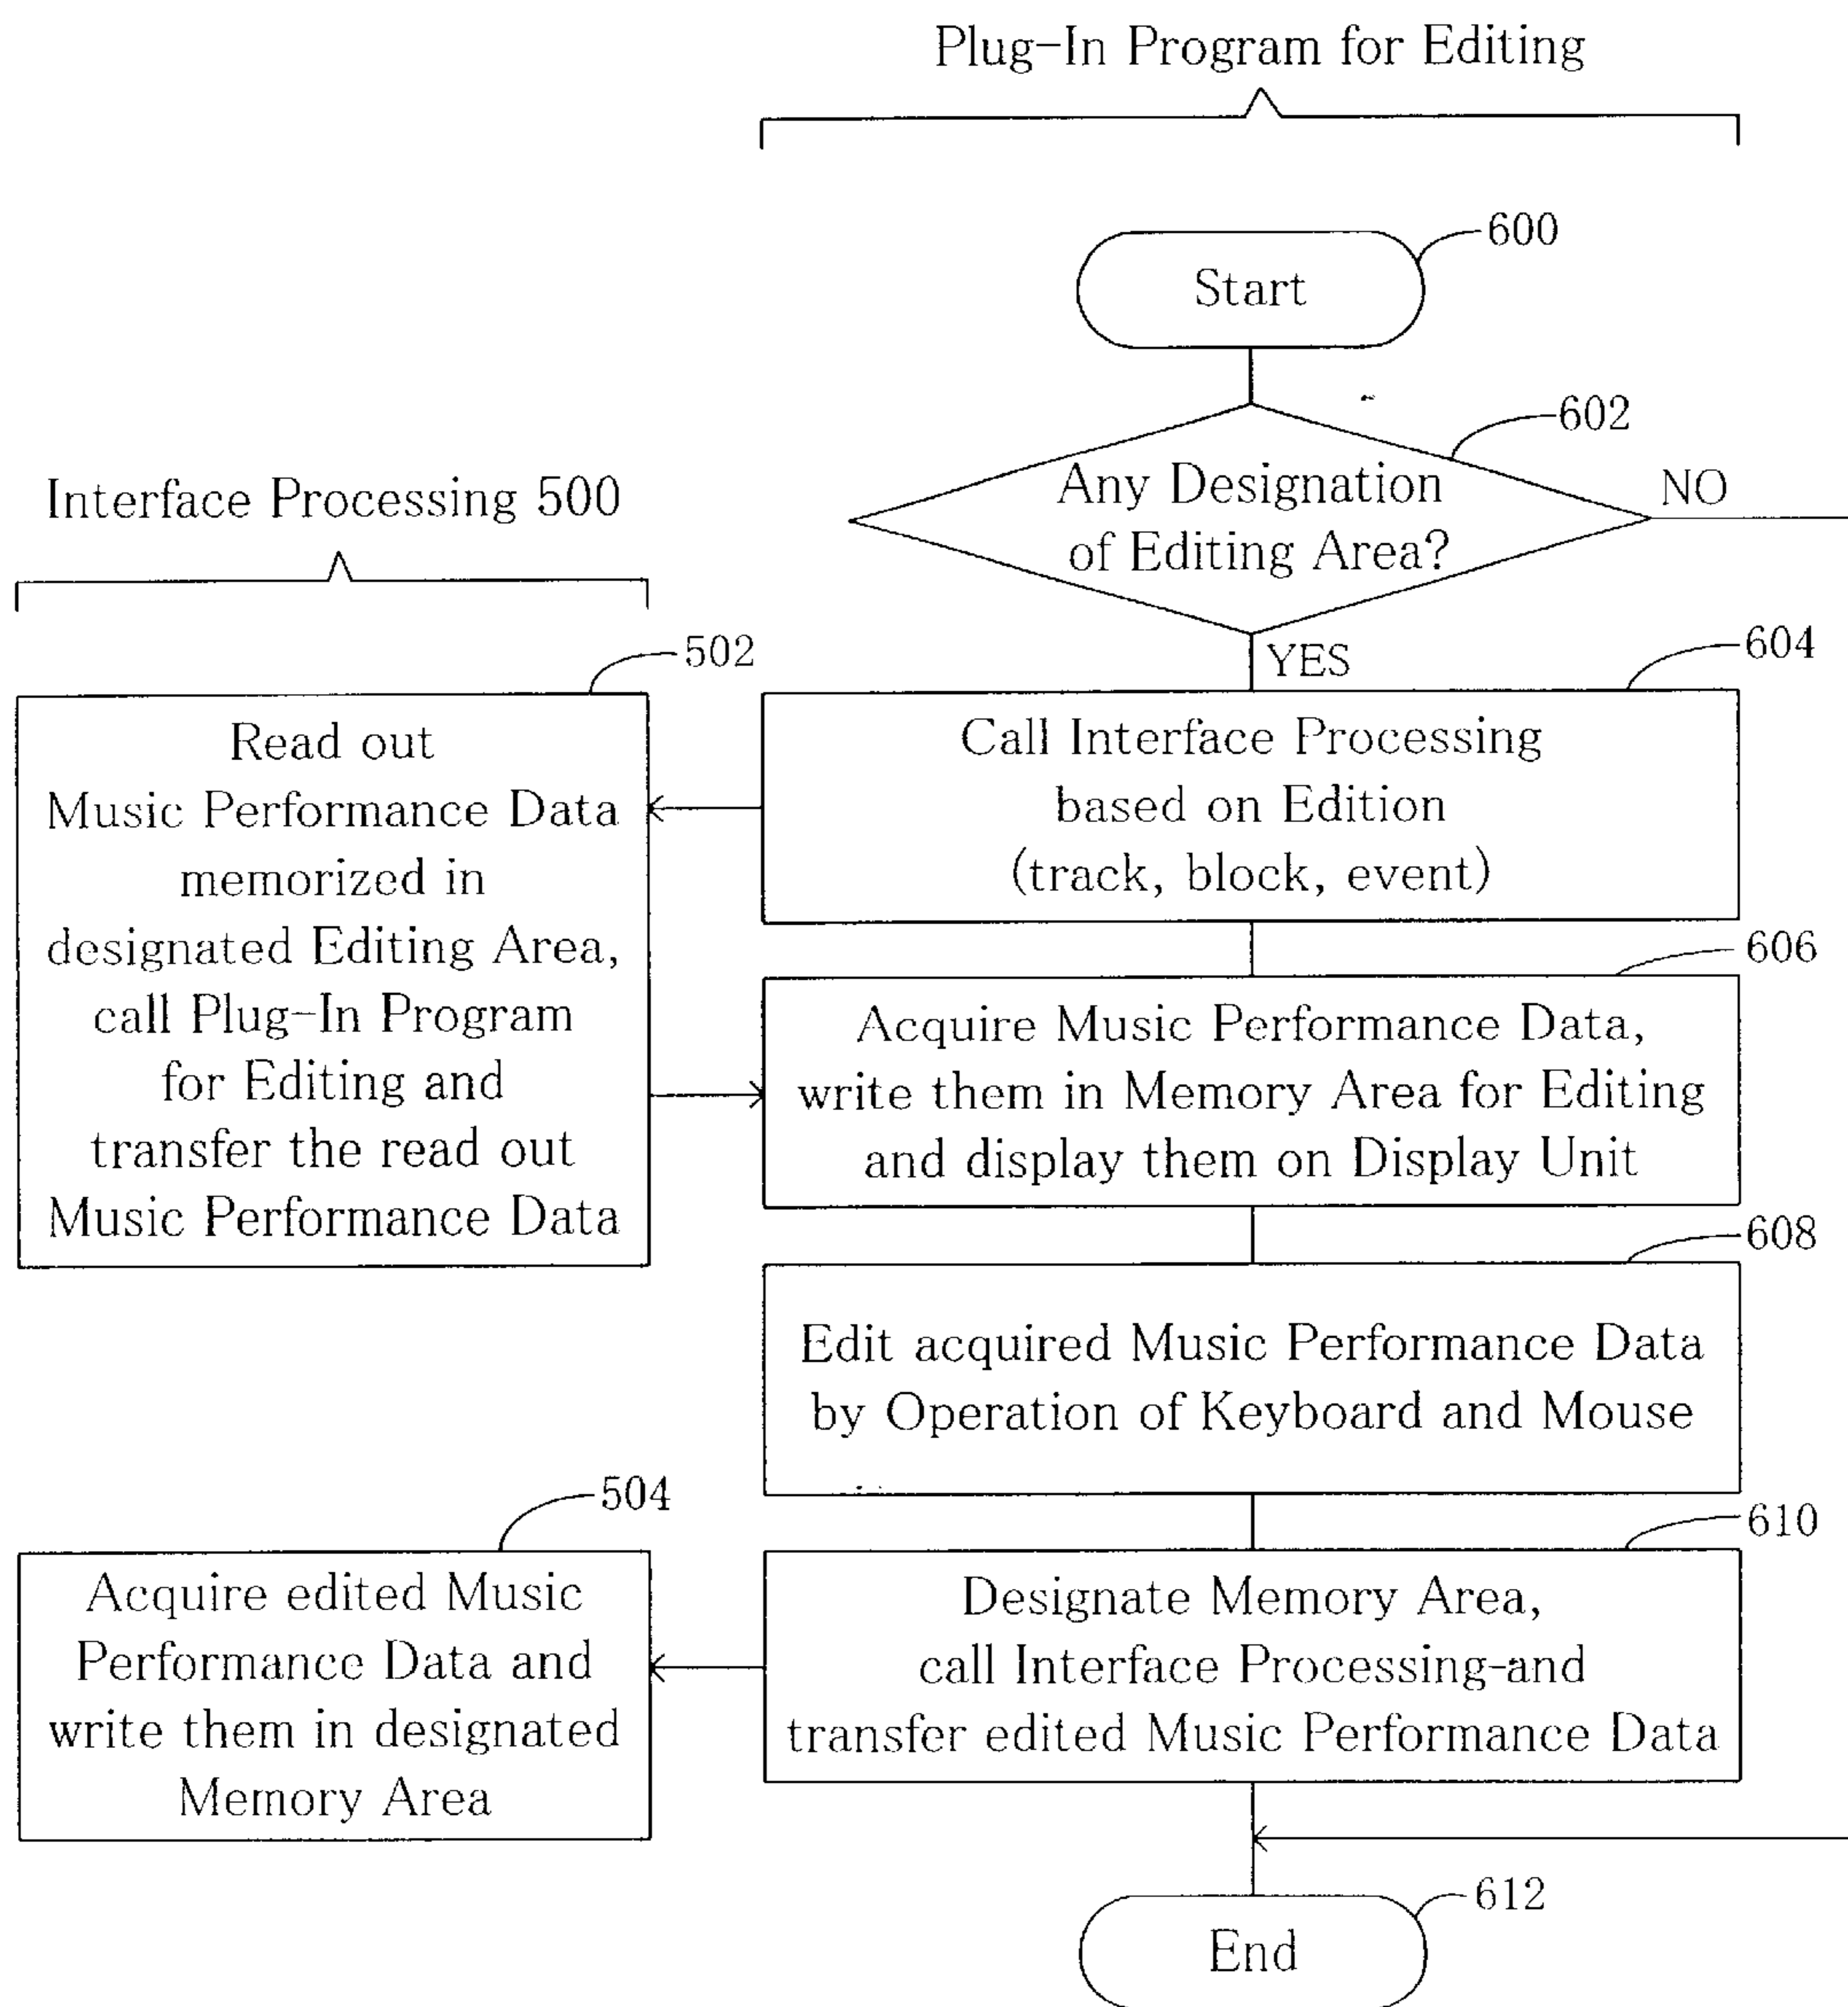 Plug-In Program for Editing
600
Start
602
Any Designation
of Editing Area?
NO
YES
Interface Processing 500
502
Read out
Music Performance Data
memorized in
designated Editing Area,
call Plug-In Program
for Editing and
transfer the read out
Music Performance Data
604
Call Interface Processing
based on Edition
(track, block, event)
606
Acquire Music Performance Data,
write them in Memory Area for Editing
and display them on Display Unit
608
Edit acquired Music Performance Data
by Operation of Keyboard and Mouse
504
Acquire edited Music
Performance Data and
write them in designated
Memory Area
610
Designate Memory Area,
call Interface Processing-and
transfer edited Music Performance Data
612
End